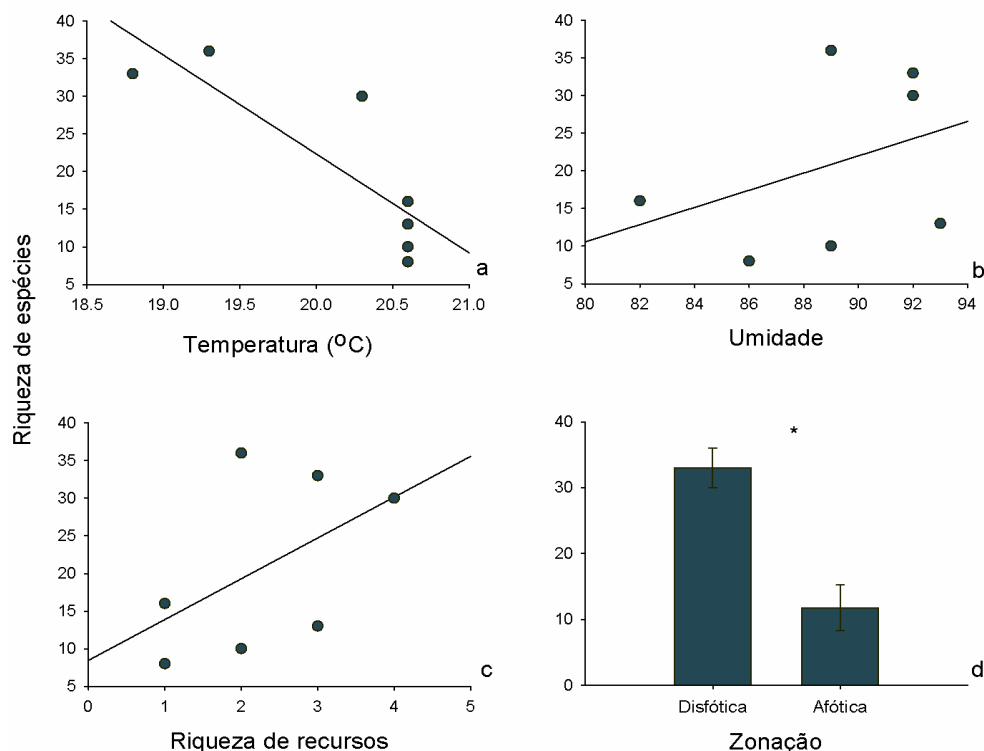 Riqueza de espécies
40
35
30
25
20
15
10
5
18.5 19.0 19.5 20.0 20.5 21.0
a
Temperatura (ºC)
40
35
30
25
20
15
10
5
80 82 84 86 88 90 92 94
b
Umidade
40
35
30
25
20
15
10
5
0 1 2 3 4 5
c
Riqueza de recursos
40
30
20
10
0
*
d
Disfótica Afótica
Zonação